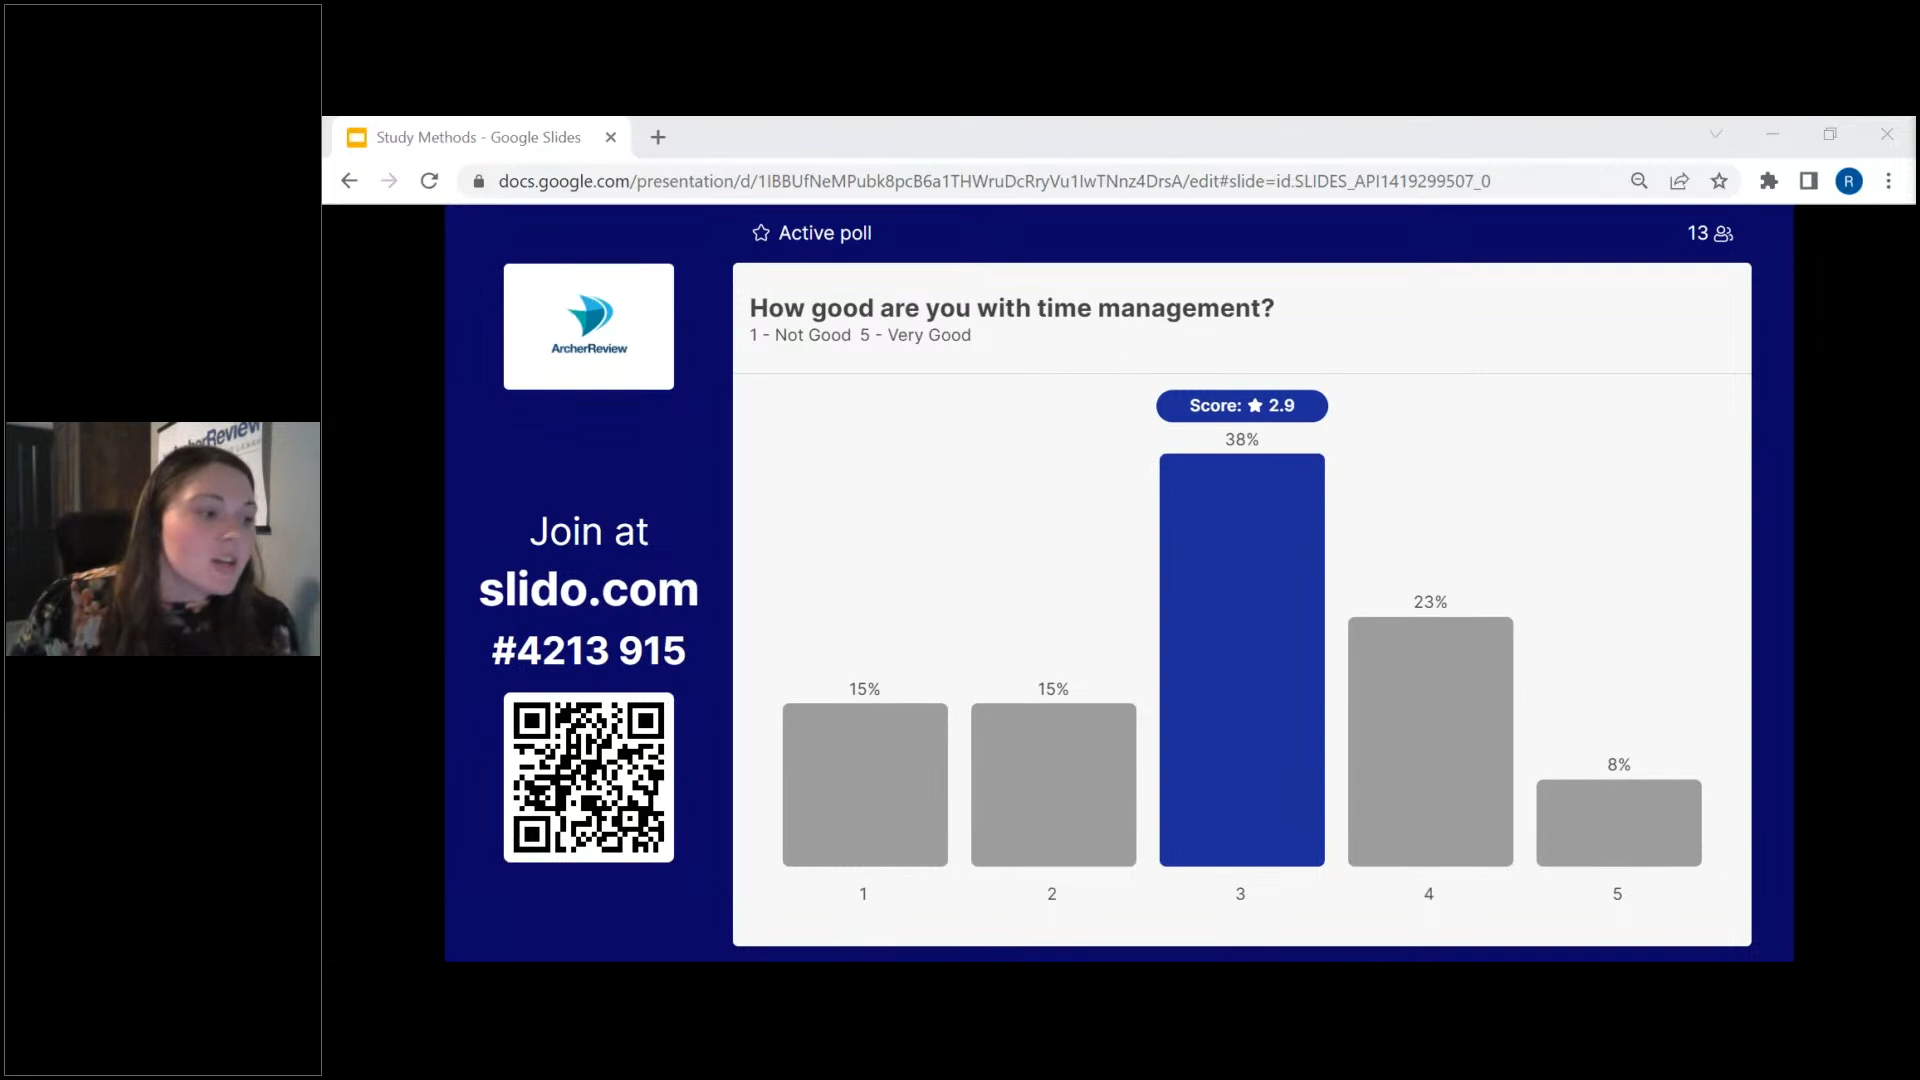 Study Methods - Google Slides
docs.google.com/presentation/d/1IBBUfNeMPubk8pcB6a1THWruDcRryVu1IwTNnz4DrsA/edit#slide=id.SLIDES_API1419299507_0
R
Active poll
13
ArcherReview
How good are you with time management?
1 - Not Good 5 - Very Good
Score: 2.9
38%
23%
15%
15%
8%
1
2
3
4
5
Join at
slido.com
#4213 915